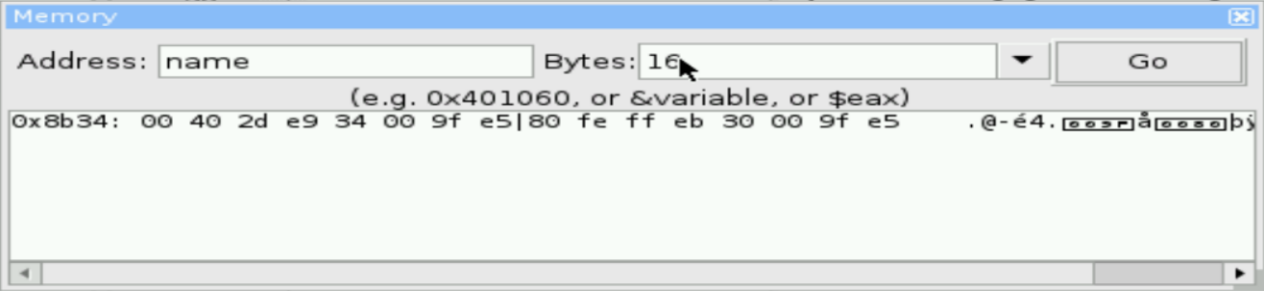 Memory
Address: name Bytes: 16 Go
(e.g. 0x401060, or &variable, or $eax)
0x8b34: 00 40 2d e9 34 00 9f e5|80 fe ff eb 30 00 9f e5 .@-é4.å þÿ